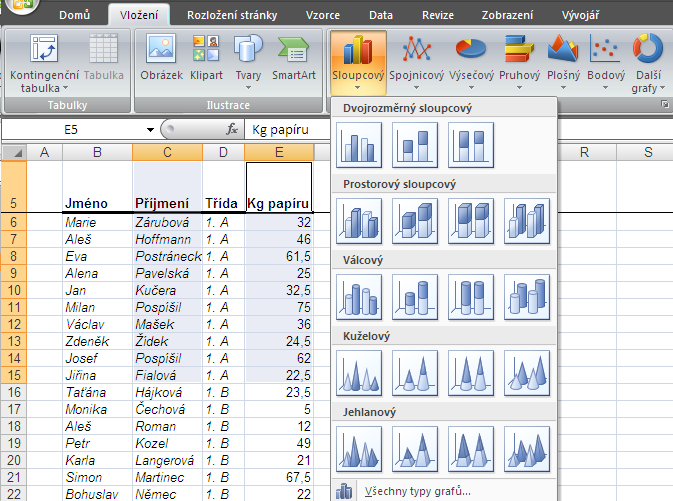 Domů Vložení Rozložení stránky Vzorce Data Revize Zobrazení Vývojář
Kontingenční tabulka Tabulka Obrázek Klipart Tvary SmartArt Sloupcový Spojnicový Výsečový Pruhový Plošný Bodový Další grafy
Tabulky Ilustrace
E5 fx Kg papíru
Dvojrozměrný sloupcový
Prostorový sloupcový
Válcový
Kuželový
Jehlanový
Všechny typy grafů...
A B C D E R S
5 Jméno Příjmení Třída Kg papíru
6 Marie Zárubová 1. A 32
7 Aleš Hoffmann 1. A 46
8 Eva Postráneck 1. A 61,5
9 Alena Pavelská 1. A 25
10 Jan Kučera 1. A 32,5
11 Milan Pospíšil 1. A 75
12 Václav Mašek 1. A 36
13 Zdeněk Žídek 1. A 24,5
14 Josef Pospíšil 1. A 62
15 Jiřina Fialová 1. A 22,5
16 Taťána Hájková 1. B 23,5
17 Monika Čechová 1. B 5
18 Aleš Roman 1. B 12
19 Petr Kozel 1. B 49
20 Karla Langerová 1. B 21
21 Šimon Martinec 1. B 67,5
22 Bohuslav Němec 1. B 22